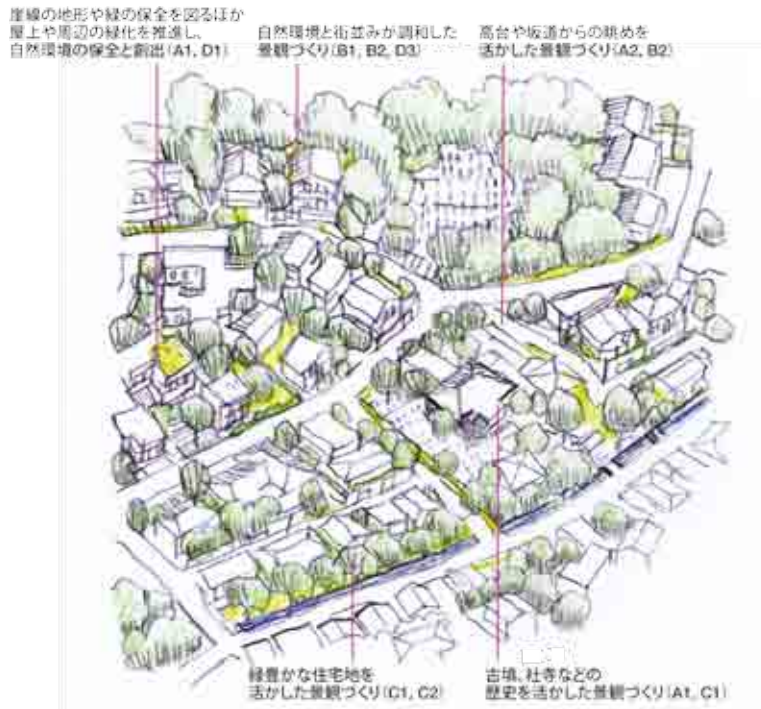 崖線の地形や緑の保全を図るほか
屋上や周辺の緑化を推進し、
自然環境の保全と創出(A1, D1)
自然環境と街並みが調和した
景観づくり(B1, B2, D3)
高台や坂道からの眺めを
活かした景観づくり(A2, B2)
緑豊かな住宅地を
活かした景観づくり(C1, C2)
古墳、社寺などの
歴史を活かした景観づくり(A1, C1)